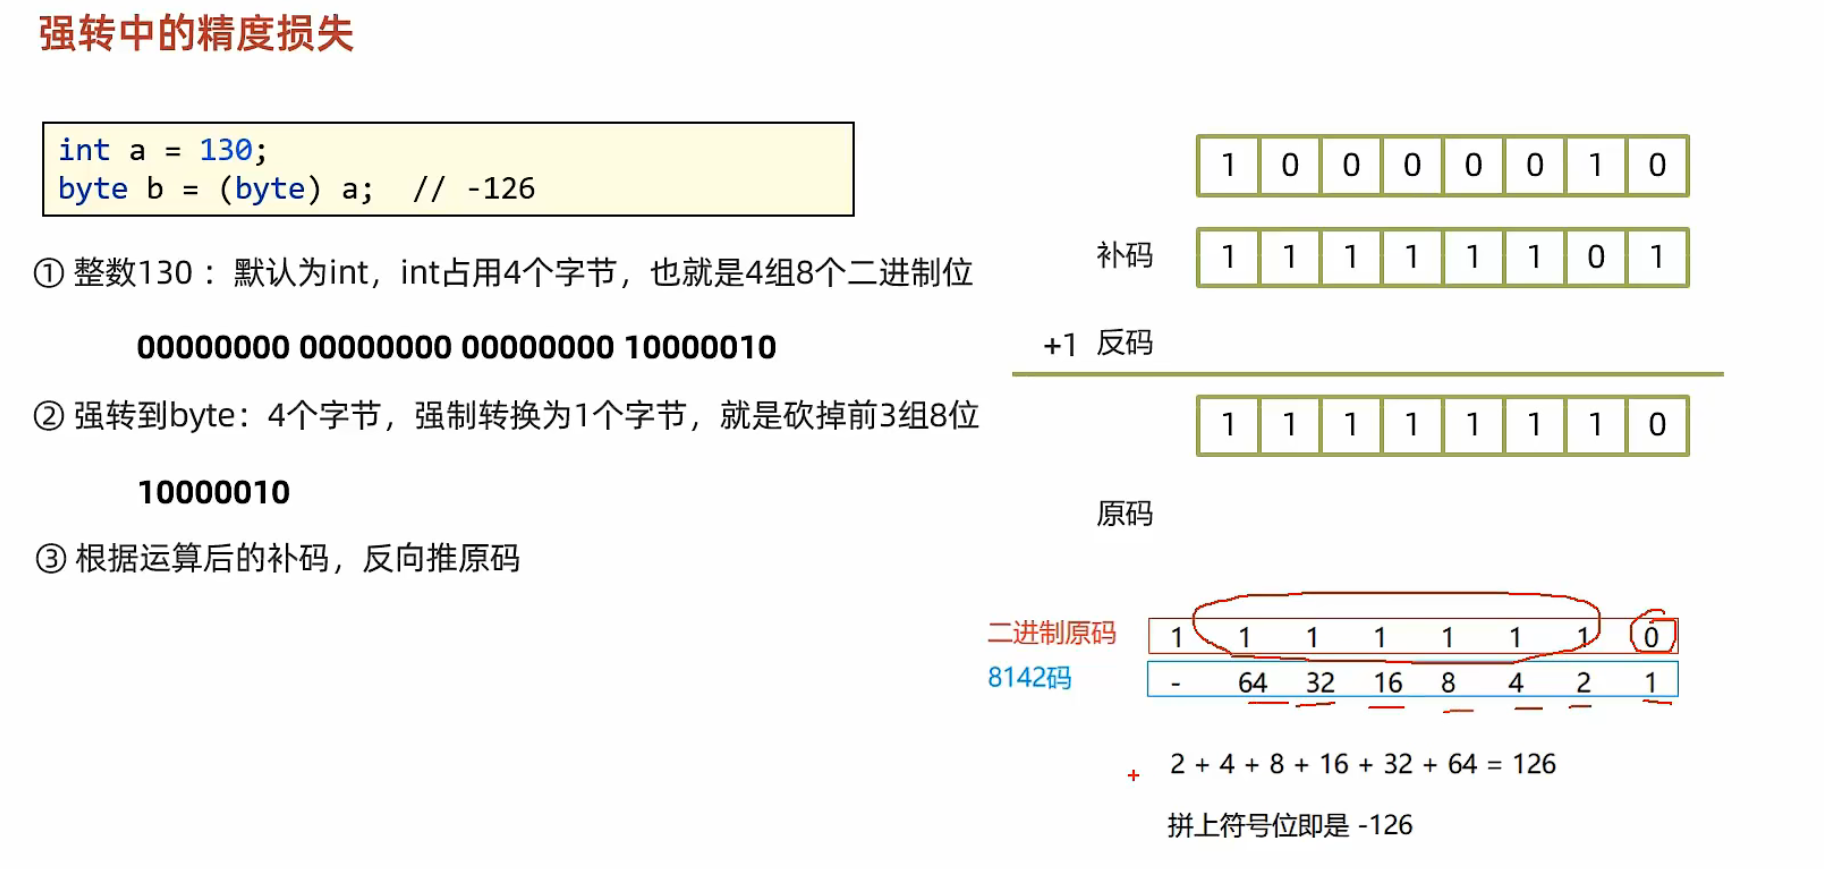 强转中的精度损失
int a = 130;
byte b = (byte) a;  // -126
① 整数130 ：默认为int，int占用4个字节，也就是4组8个二进制位
00000000 00000000 00000000 10000010
② 强转到byte：4个字节，强制转换为1个字节，就是砍掉前3组8位
10000010
③ 根据运算后的补码，反向推原码
1 0 0 0 0 0 1 0
补码 1 1 1 1 1 1 0 1
+1 反码
1 1 1 1 1 1 1 0
原码
二进制原码 1 1 1 1 1 1 1 0
8142码 - 64 32 16 8 4 2 1
+ 2 + 4 + 8 + 16 + 32 + 64 = 126
拼上符号位即是 -126